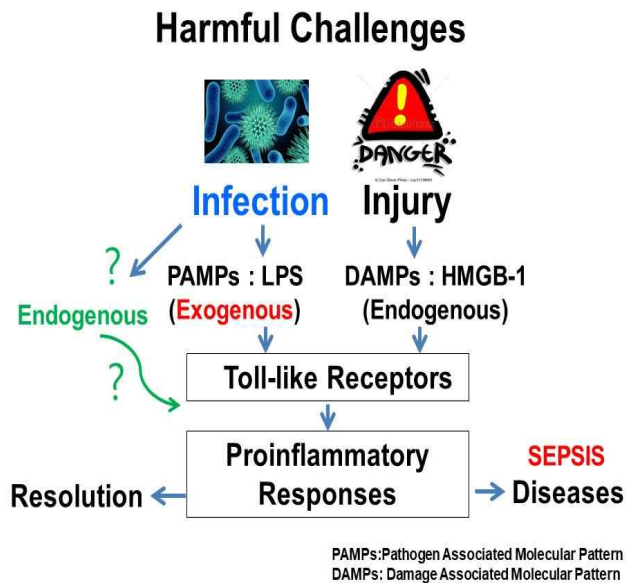 Harmful Challenges
DANGER
Infection
Injury
?
PAMPs : LPS
(Exogenous)
DAMPs : HMGB-1
(Endogenous)
Endogenous
?
Toll-like Receptors
Proinflammatory
Responses
Resolution
SEPSIS
Diseases
PAMPs:Pathogen Associated Molecular Pattern
DAMPs: Damage Associated Molecular Pattern